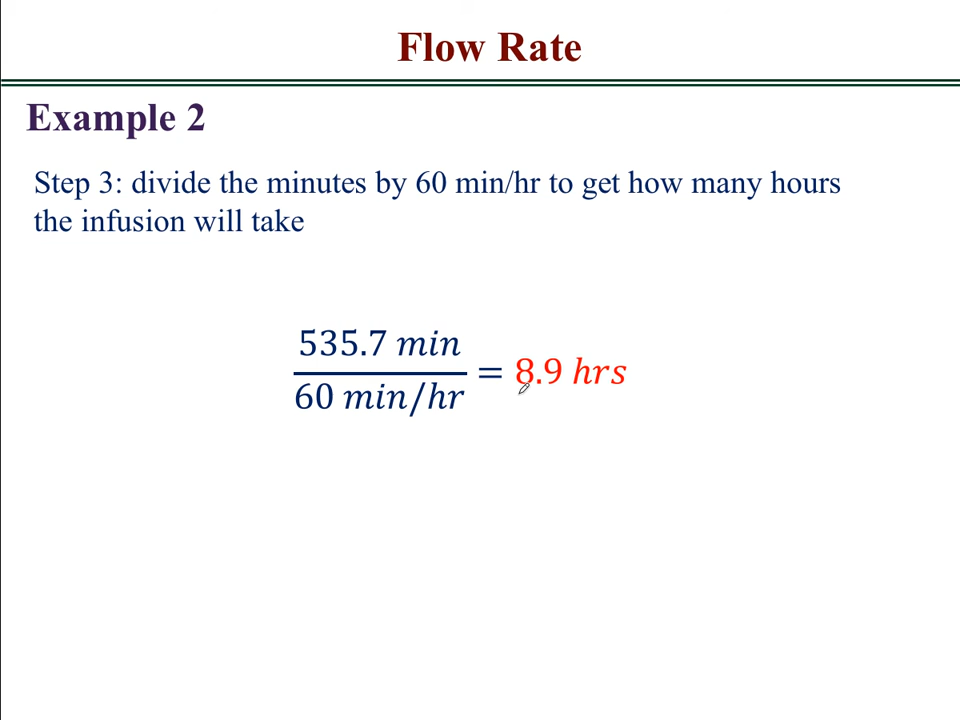 Flow Rate
Example 2
Step 3: divide the minutes by 60 min/hr to get how many hours
the infusion will take
535.7 min
60 min/hr
= 8.9 hrs